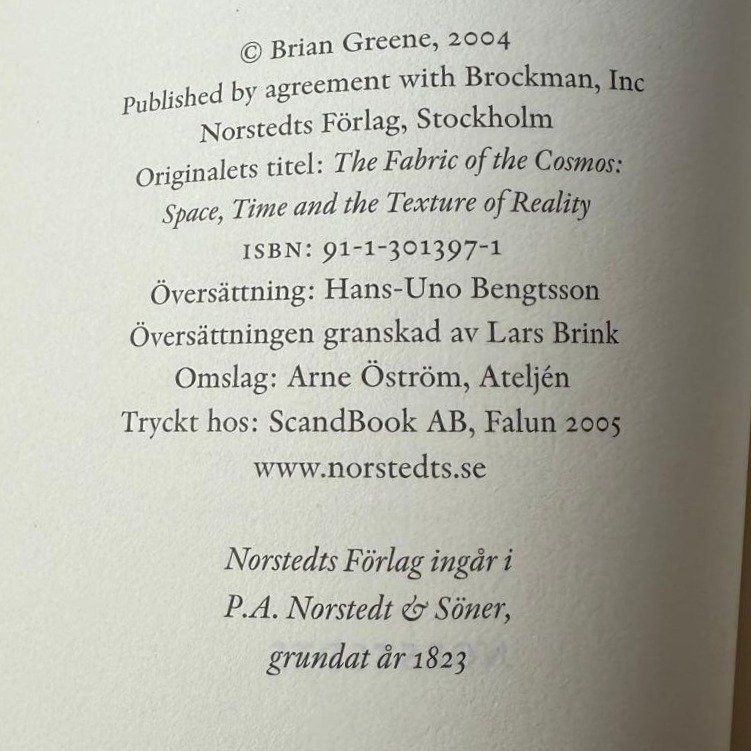 © Brian Greene, 2004
Published by agreement with Brockman, Inc
Norstedts Förlag, Stockholm
Originalets titel: The Fabric of the Cosmos:
Space, Time and the Texture of Reality
ISBN: 91-1-301397-1
Översättning: Hans-Uno Bengtsson
Översättningen granskad av Lars Brink
Omslag: Arne Öström, Ateljén
Tryckt hos: ScandBook AB, Falun 2005
www.norstedts.se
Norstedts Förlag ingår i
P.A. Norstedt & Söner,
grundat år 1823